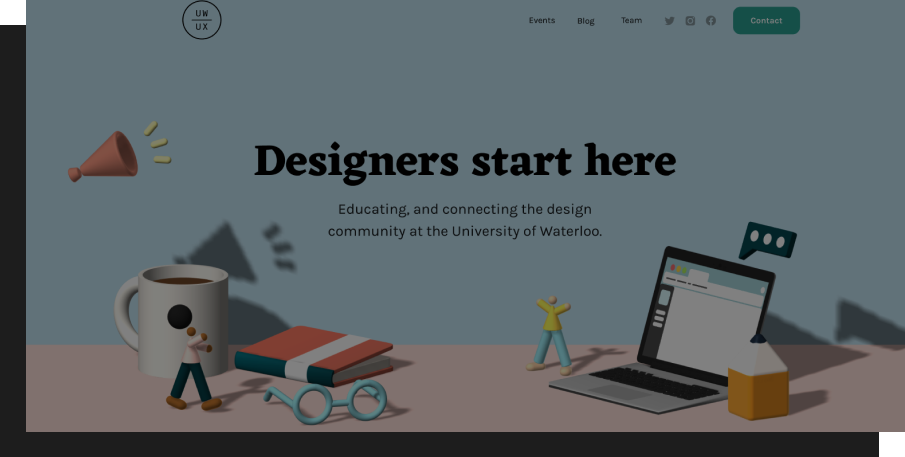 UW
UX
Events
Blog
Team
Contact
Designers start here
Educating, and connecting the design
community at the University of Waterloo.